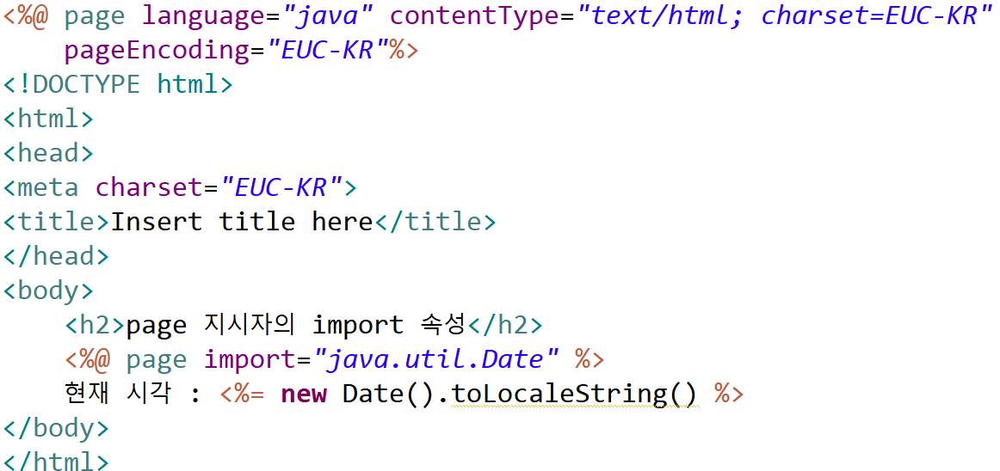 <%@ page language="java" contentType="text/html; charset=EUC-KR"
    pageEncoding="EUC-KR"%>
<!DOCTYPE html>
<html>
<head>
<meta charset="EUC-KR">
<title>Insert title here</title>
</head>
<body>
    <h2>page 지시자의 import 속성</h2>
    <%@ page import="java.util.Date" %>
    현재 시각 : <%= new Date().toLocaleString() %>
</body>
</html>